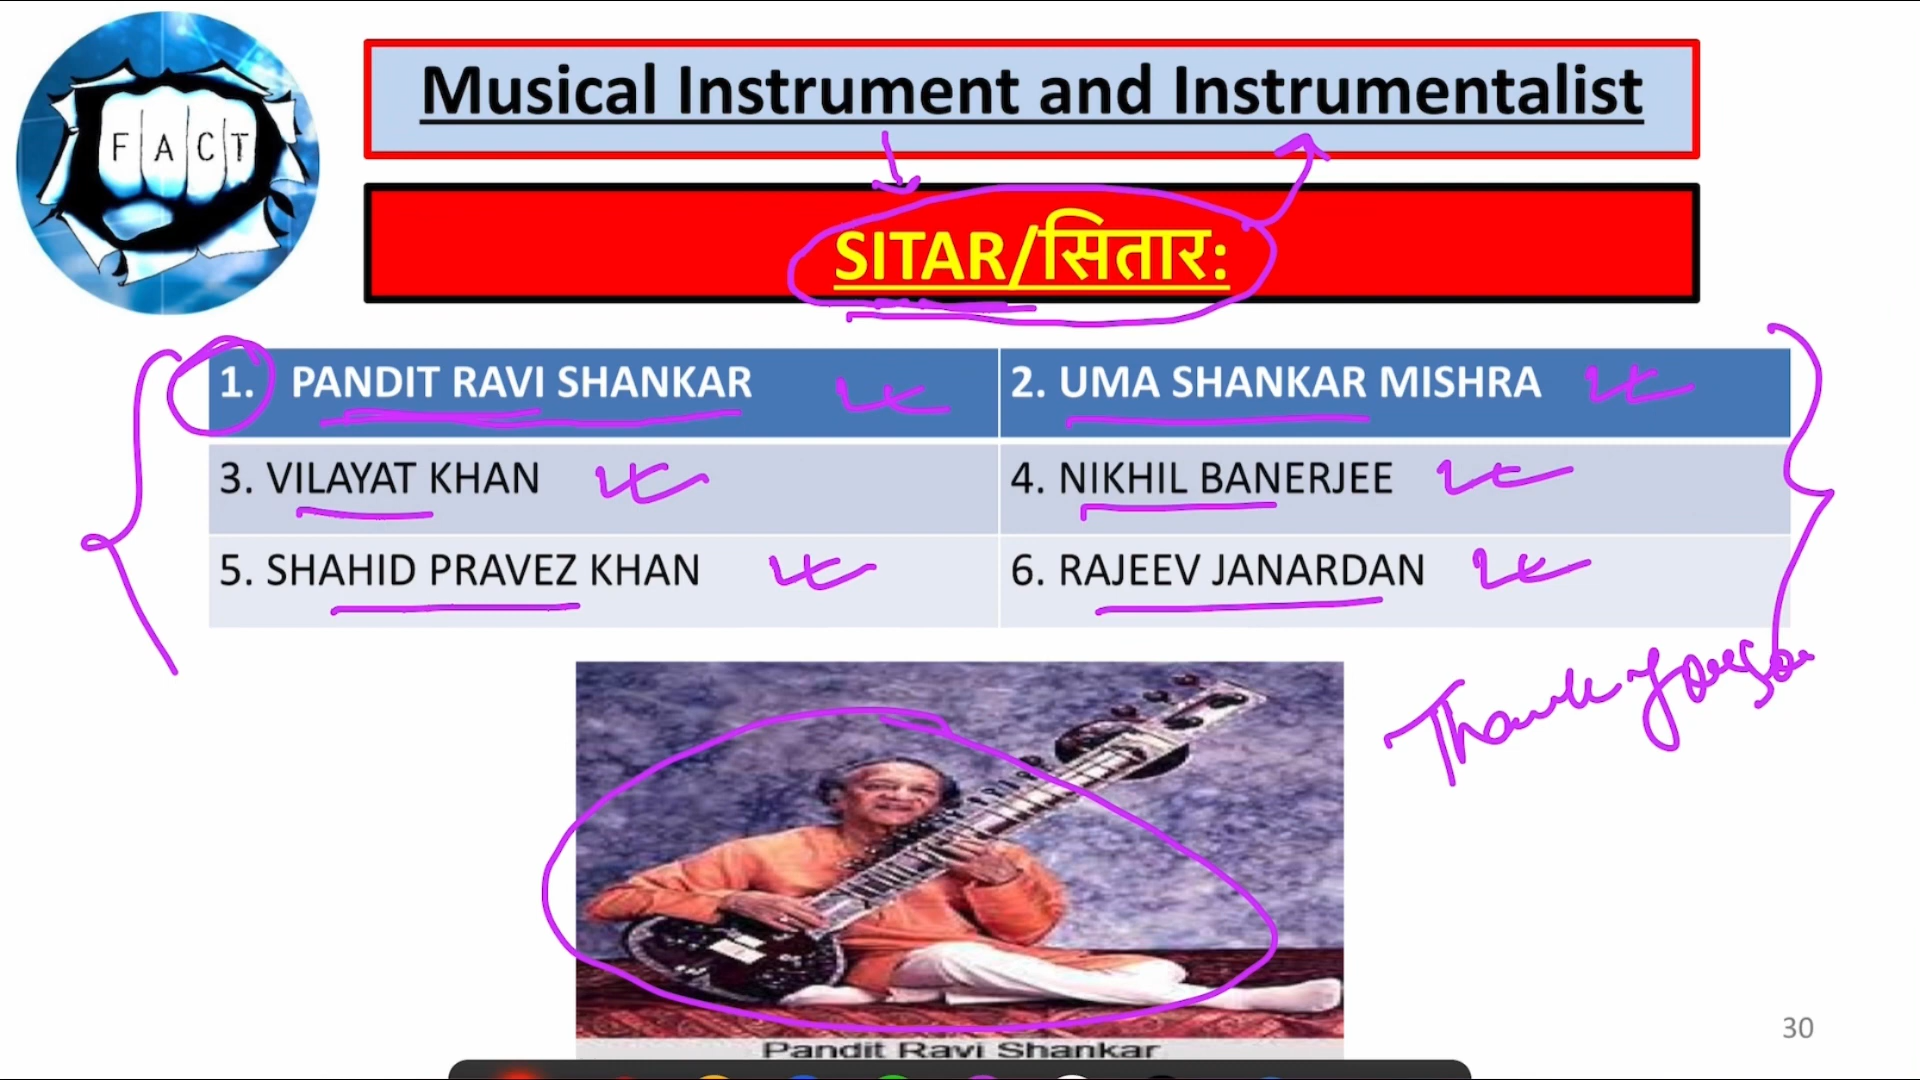 FACT
Musical Instrument and Instrumentalist
SITAR/सितार:
1. PANDIT RAVI SHANKAR
2. UMA SHANKAR MISHRA
3. VILAYAT KHAN
4. NIKHIL BANERJEE
5. SHAHID PRAVEZ KHAN
6. RAJEEV JANARDAN
Thank you
Pandit Ravi Shankar
30